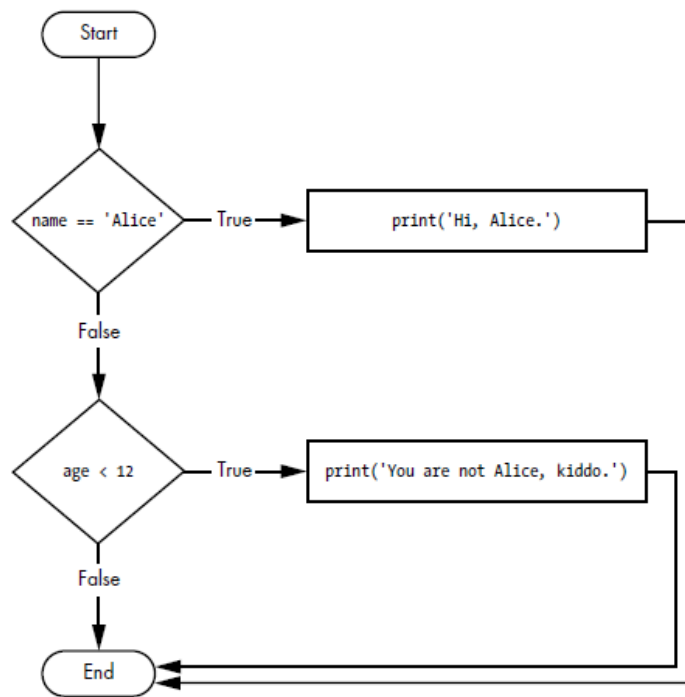 Start
name == 'Alice'
True
print('Hi, Alice.')
False
age < 12
True
print('You are not Alice, kiddo.')
False
End